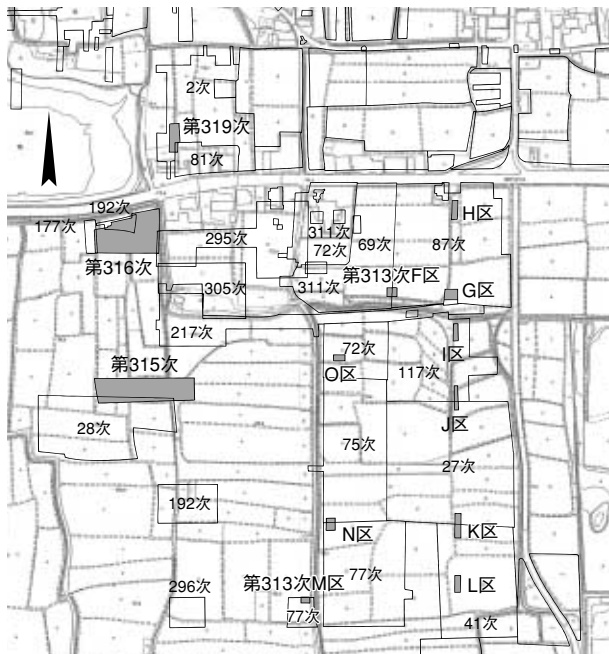 2次
第319次
81次
192次
177次
第316次
295次
305次
217次
311次
72次
69次
87次
H区
第313次F区
311次
G区
第315次
28次
72次
O区
117次
I区
J区
75次
27次
192次
N区
K区
296次
第313次M区
77次
77次
L区
41次